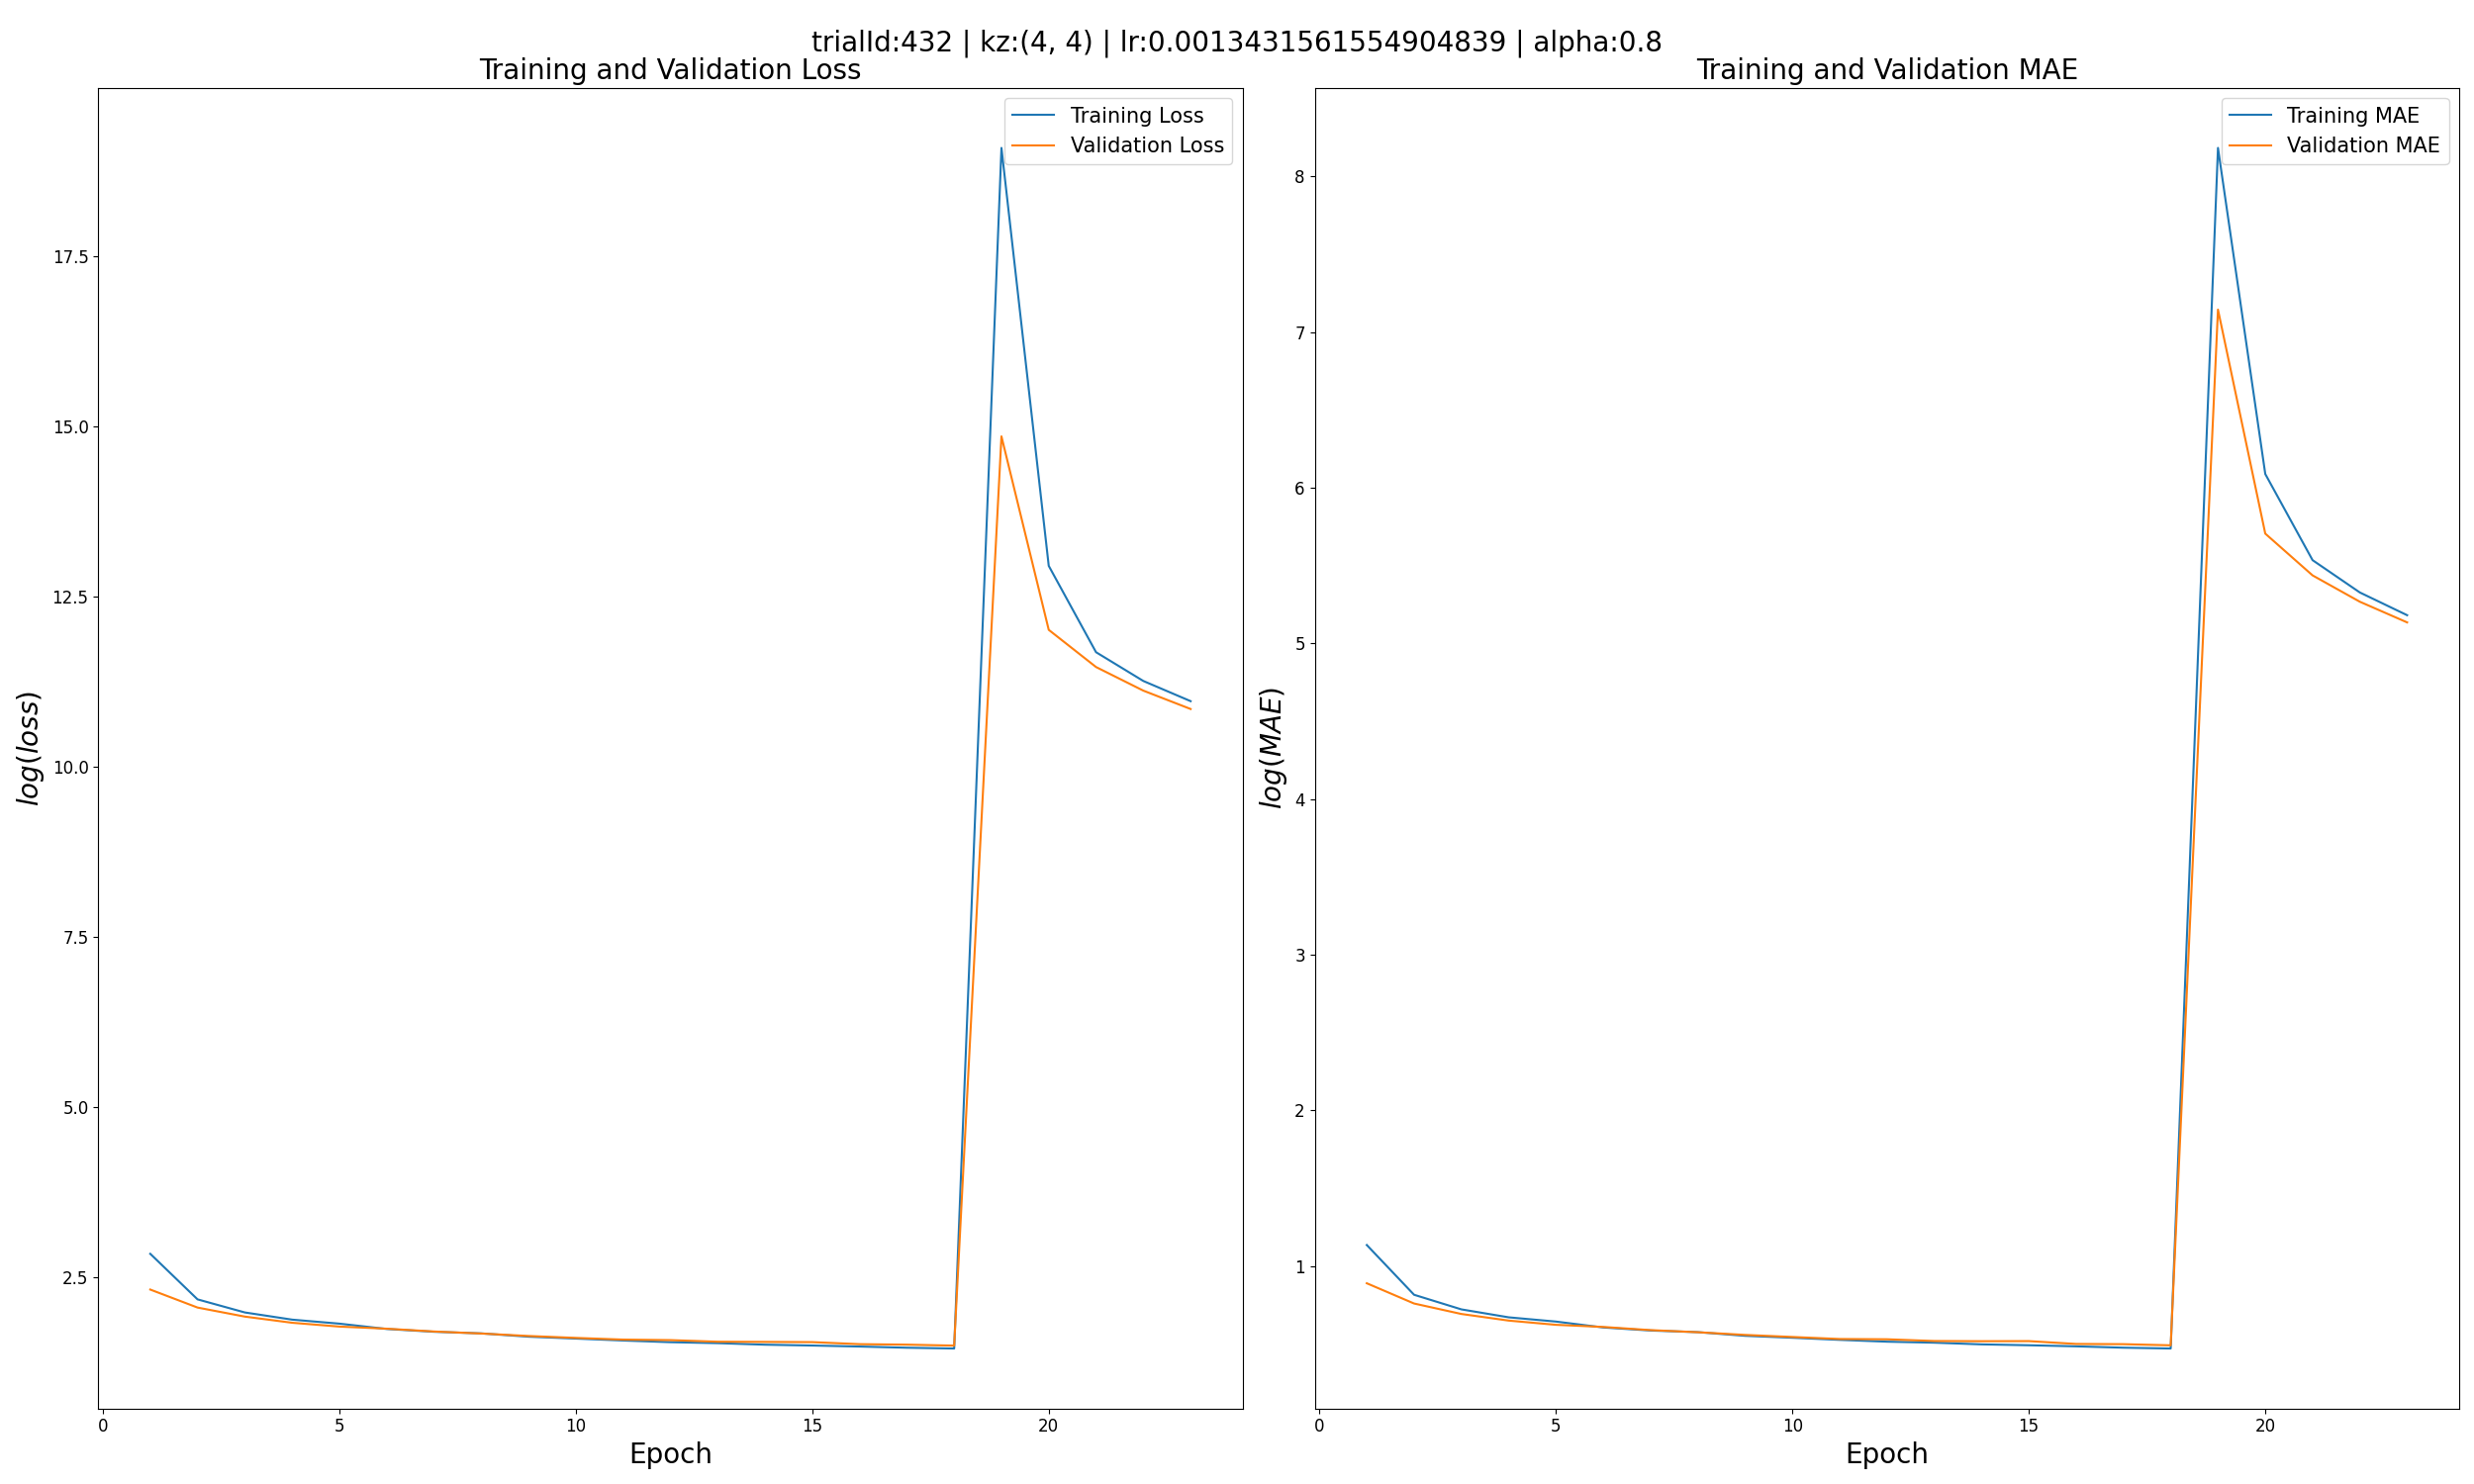 trialId:432 | kz:(4, 4) | lr:0.0013431561554904839 | alpha:0.8
Training and Validation Loss
Training Loss
Validation Loss
log(loss)
17.5
15.0
12.5
10.0
7.5
5.0
2.5
0 5 10 15 20
Epoch
Training and Validation MAE
Training MAE
Validation MAE
log(MAE)
8
7
6
5
4
3
2
1
0 5 10 15 20
Epoch